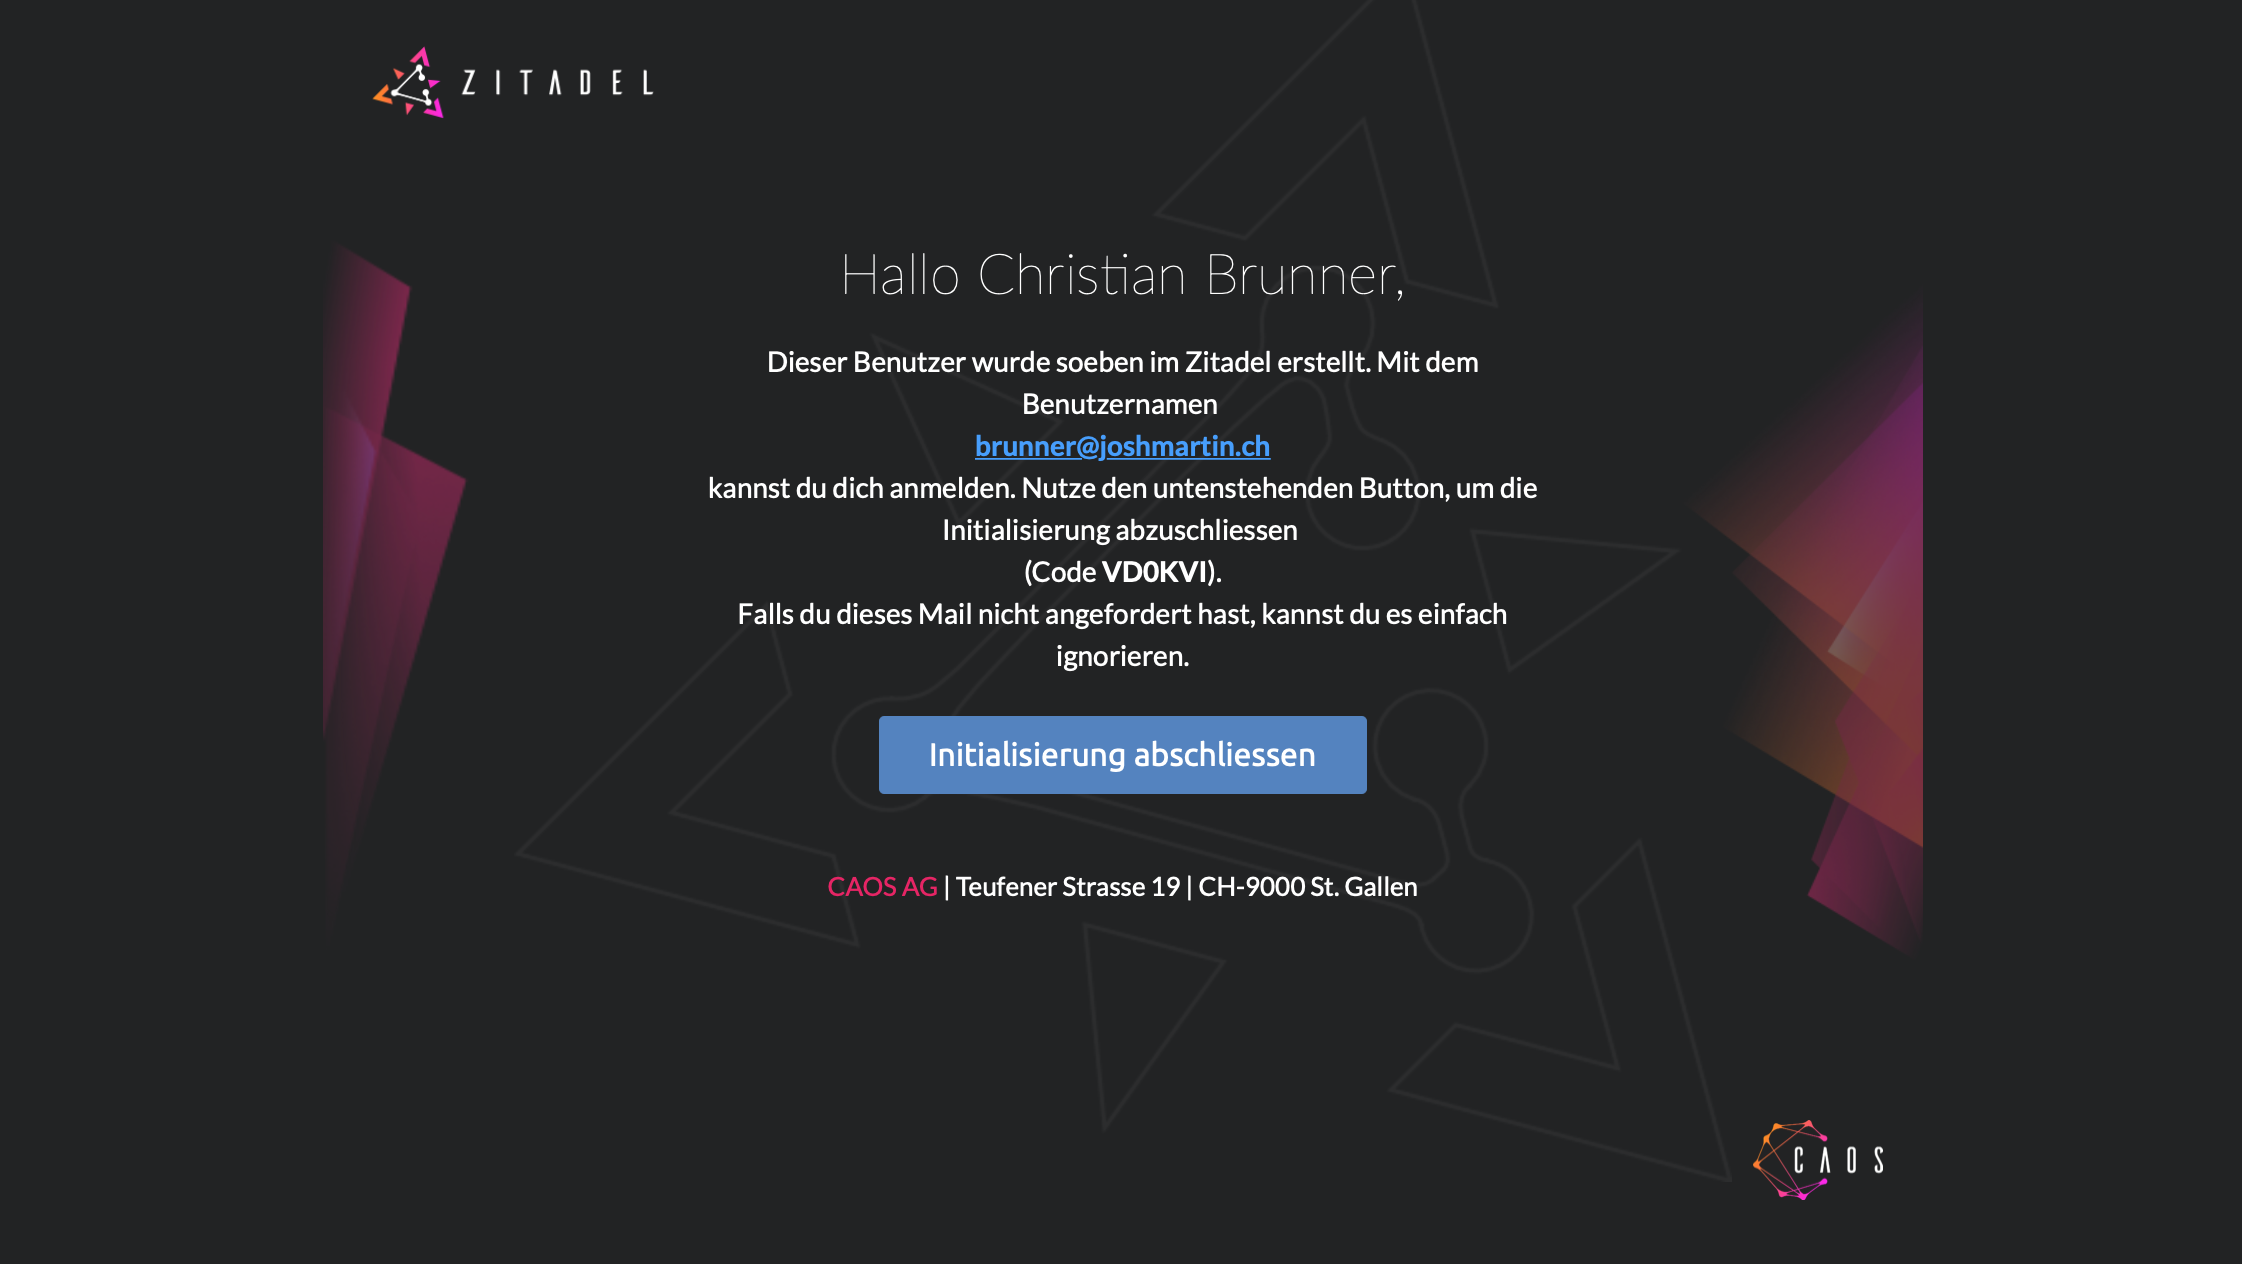 ZITADEL
Hallo Christian Brunner,
Dieser Benutzer wurde soeben im Zitadel erstellt. Mit dem
Benutzernamen
brunner@joshmartin.ch
kannst du dich anmelden. Nutze den untenstehenden Button, um die
Initialisierung abzuschliessen
(Code VD0KVI).
Falls du dieses Mail nicht angefordert hast, kannst du es einfach
ignorieren.
Initialisierung abschliessen
CAOS AG | Teufener Strasse 19 | CH-9000 St. Gallen
CAOS